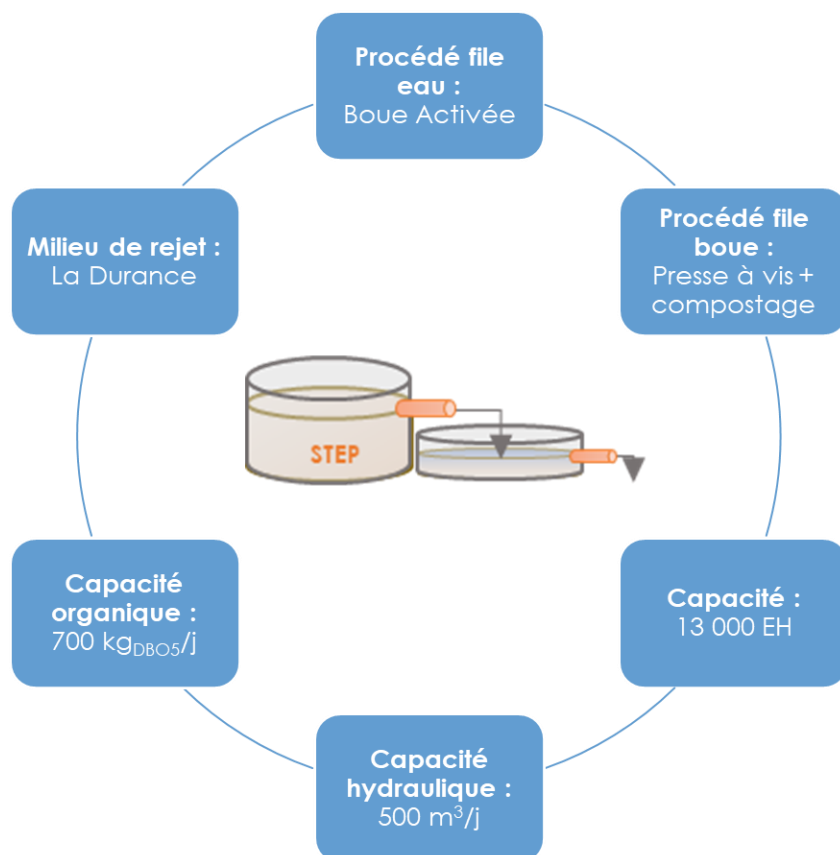 Procédé file
eau :
Boue Activée
Procédé file
boue :
Presse à vis +
compostage
Milieu de rejet :
La Durance
STEP
Capacité
organique :
700 kgDBO5/j
Capacité :
13 000 EH
Capacité
hydraulique :
500 m³/j